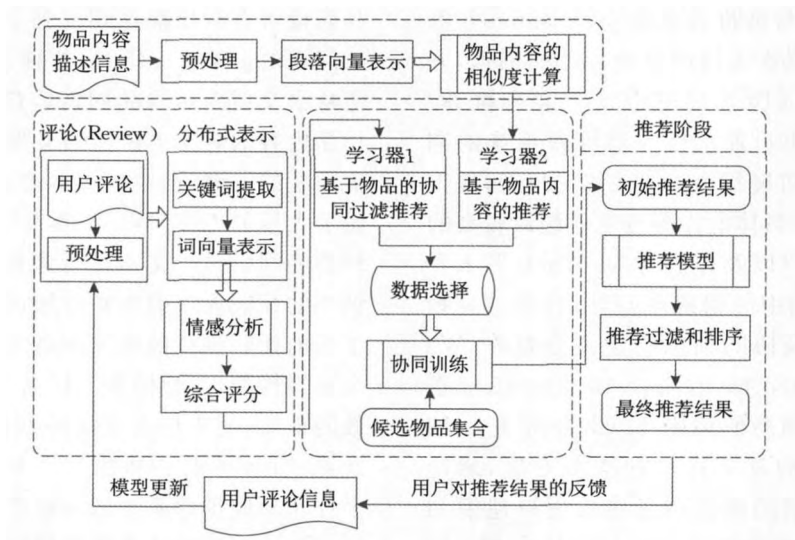 物品内容
描述信息
预处理
段落向量表示
物品内容的
相似度计算
评论(Review)
分布式表示
用户评论
预处理
关键词提取
词向量表示
情感分析
综合评分
学习器1
基于物品的协
同过滤推荐
学习器2
基于物品内
容的推荐
数据选择
协同训练
候选物品集合
推荐阶段
初始推荐结果
推荐模型
推荐过滤和排序
最终推荐结果
模型更新
用户评论信息
用户对推荐结果的反馈